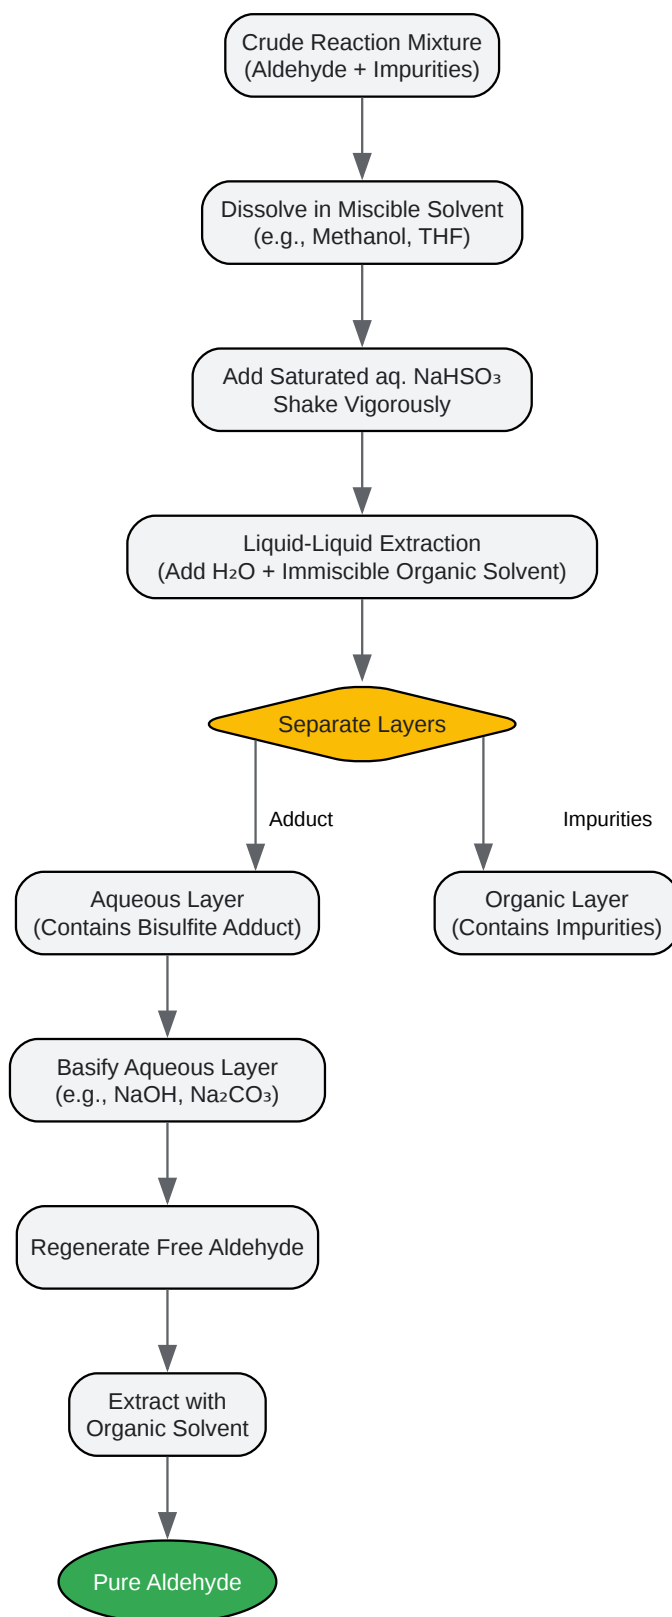 Crude Reaction Mixture
(Aldehyde + Impurities)
Dissolve in Miscible Solvent
(e.g., Methanol, THF)
Add Saturated aq. NaHSO₃
Shake Vigorously
Liquid-Liquid Extraction
(Add H₂O + Immiscible Organic Solvent)
Separate Layers
Adduct
Impurities
Aqueous Layer
(Contains Bisulfite Adduct)
Organic Layer
(Contains Impurities)
Basify Aqueous Layer
(e.g., NaOH, Na₂CO₃)
Regenerate Free Aldehyde
Extract with
Organic Solvent
Pure Aldehyde